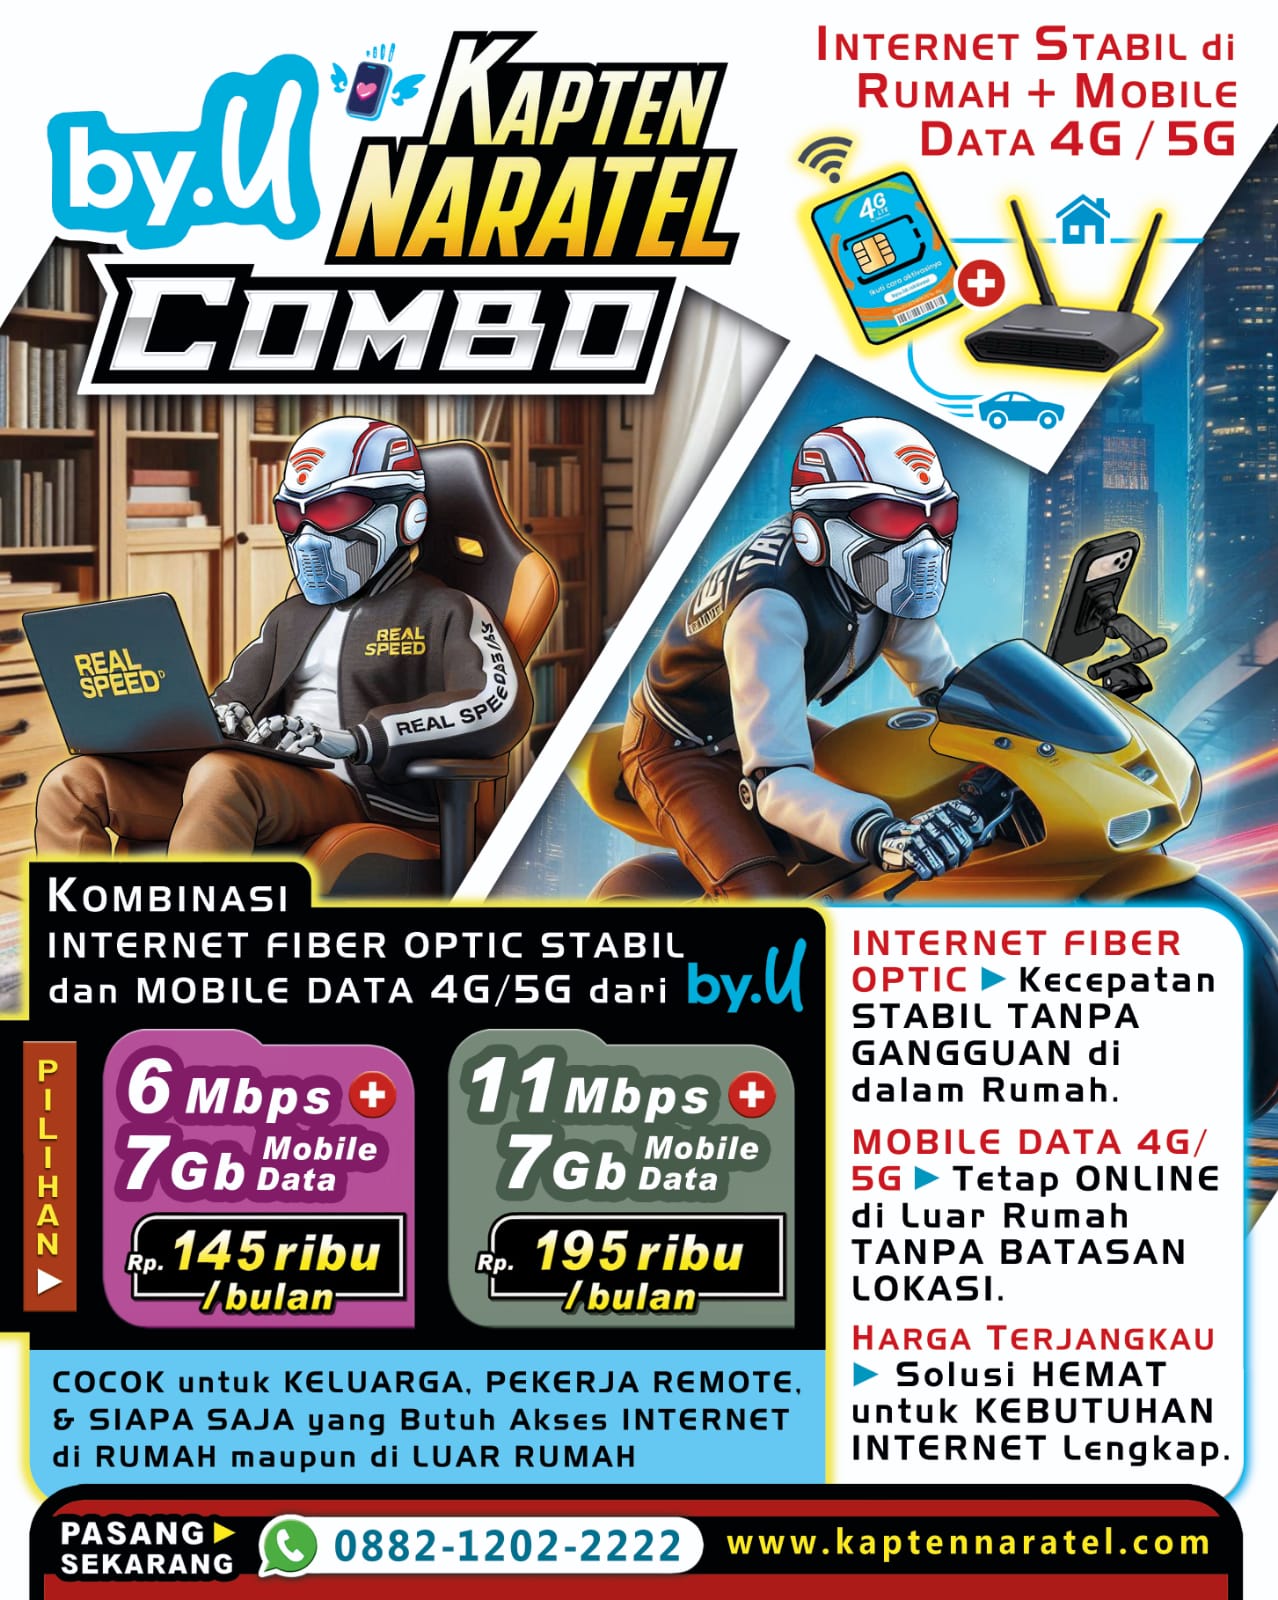 by.U
KAPTEN
NARATEL
COMBO
INTERNET STABIL di
RUMAH + MOBILE
DATA 4G / 5G
4G
LTE
Ikuti cara aktivasinya
REAL
SPEED
REAL
SPEED
REAL SPEED
KOMBINASI
INTERNET FIBER OPTIC STABIL
dan MOBILE DATA 4G/5G dari by.U
PILIHAN
6 Mbps +
7Gb Mobile
Data
Rp. 145 ribu
/bulan
11 Mbps +
7Gb Mobile
Data
Rp. 195 ribu
/bulan
COCOK untuk KELUARGA, PEKERJA REMOTE,
& SIAPA SAJA yang Butuh Akses INTERNET
di RUMAH maupun di LUAR RUMAH
INTERNET FIBER
OPTIC ▶ Kecepatan
STABIL TANPA
GANGGUAN di
dalam Rumah.
MOBILE DATA 4G/
5G ▶ Tetap ONLINE
di Luar Rumah
TANPA BATASAN
LOKASI.
HARGA TERJANGKAU
▶ Solusi HEMAT
untuk KEBUTUHAN
INTERNET Lengkap.
PASANG ▶
SEKARANG
0882-1202-2222
www.kaptennaratel.com